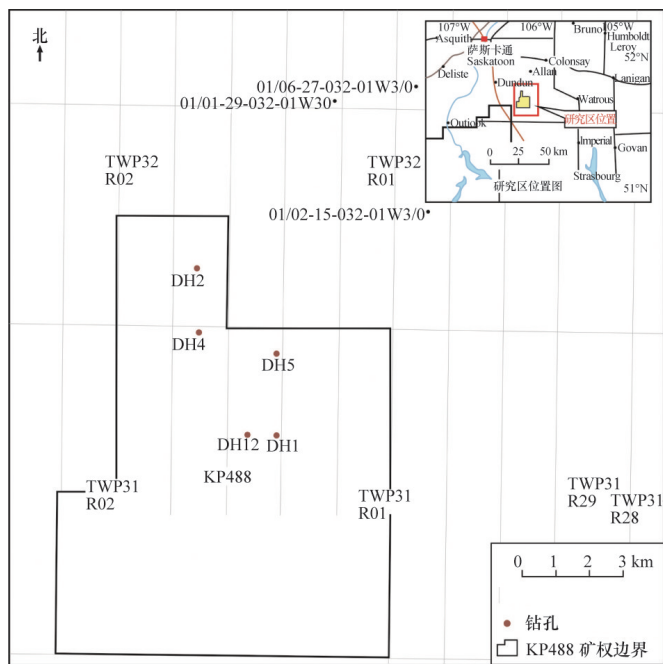 北
107°W
106°W
105°W
Asquith
Bruno
Humboldt
Leroy
52°N
萨斯卡通
Saskatoon
Colonsay
Deliste
Allan
Lanigan
Dundun
Watrous
Outlook
研究区位置
Imperial
Govan
0 25 50 km
Strasbourg
研究区位置图
51°N
01/06-27-032-01W3/0
01/01-29-032-01W30
TWP32
R02
TWP32
R01
01/02-15-032-01W3/0
DH2
DH4
DH5
DH12
DH1
KP488
TWP31
R02
TWP31
R01
TWP31
R29
TWP31
R28
0 1 2 3 km
钻孔
KP488 矿权边界